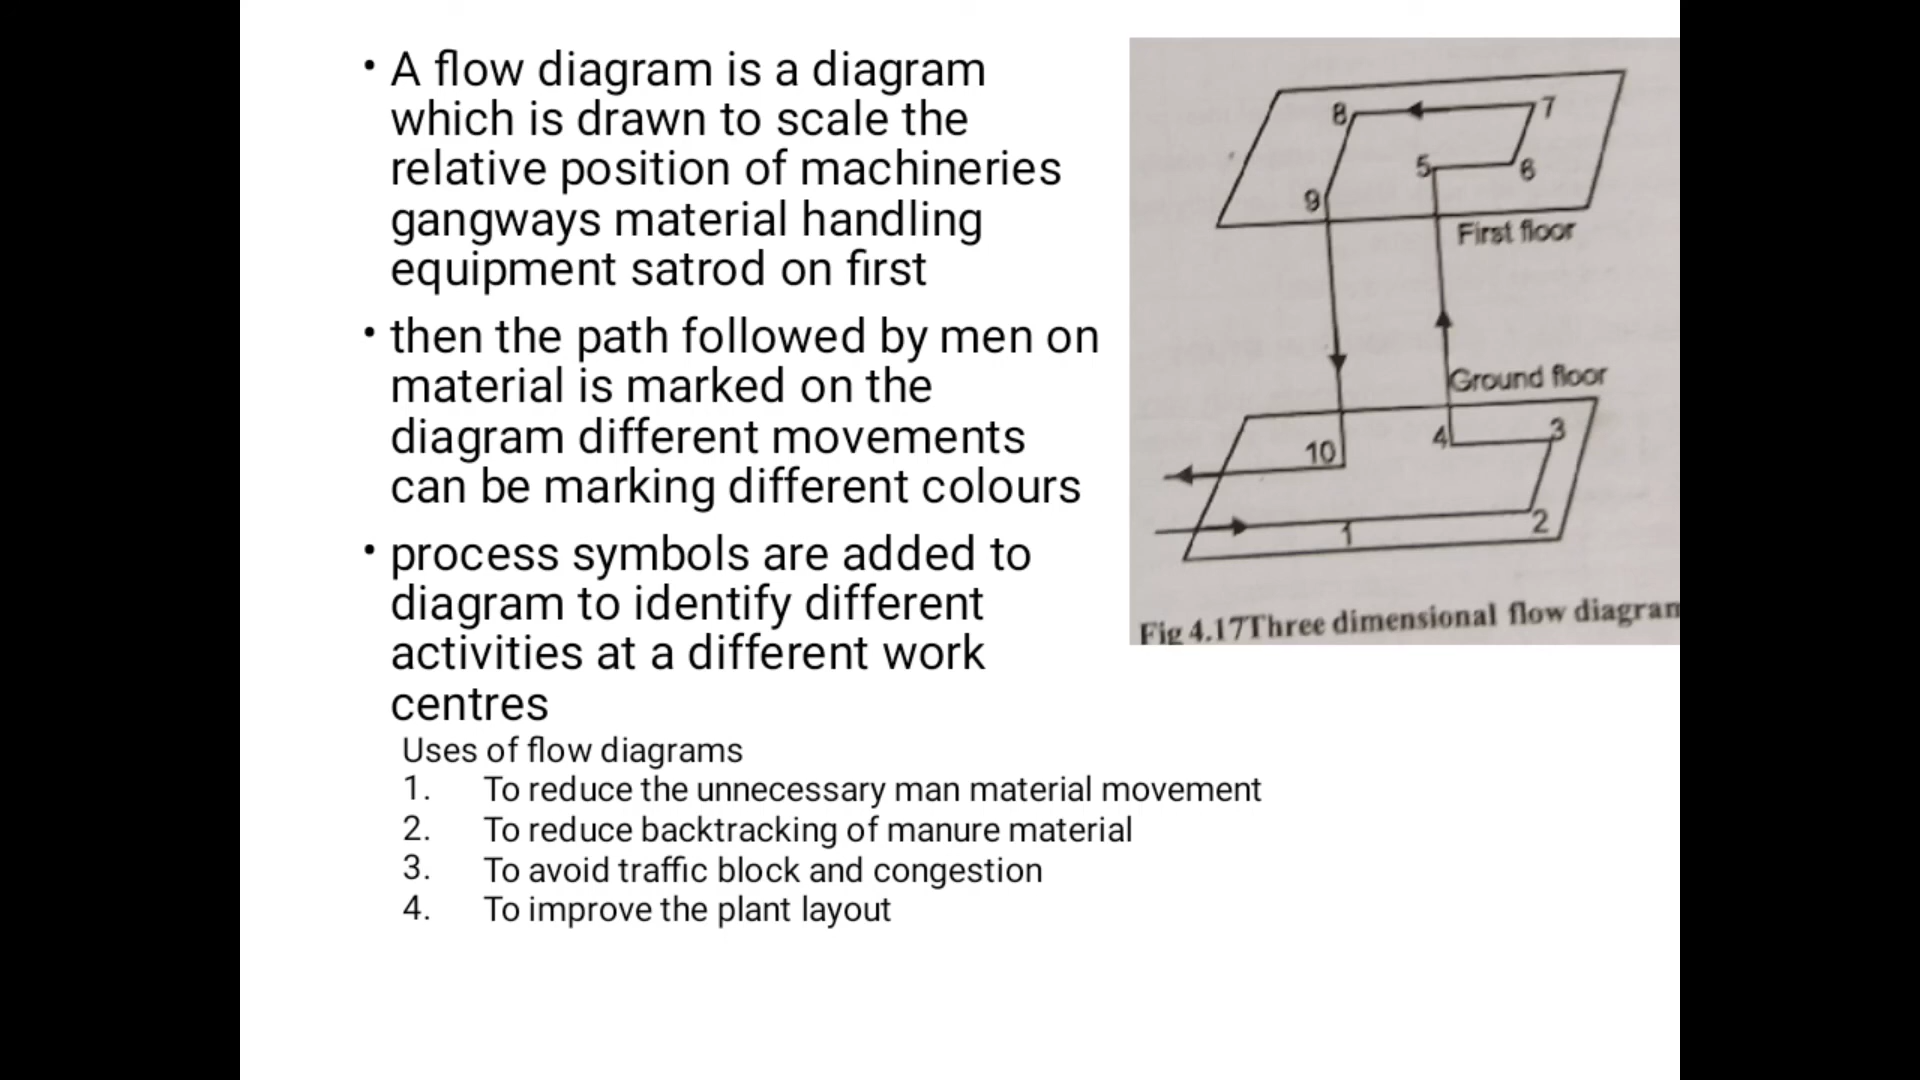 • A flow diagram is a diagram
which is drawn to scale the
relative position of machineries
gangways material handling
equipment satrod on first
• then the path followed by men on
material is marked on the
diagram different movements
can be marking different colours
• process symbols are added to
diagram to identify different
activities at a different work
centres
Uses of flow diagrams
1. To reduce the unnecessary man material movement
2. To reduce backtracking of manure material
3. To avoid traffic block and congestion
4. To improve the plant layout
8
7
5
6
9
First floor
Ground floor
10
4
3
1
2
Fig 4.17Three dimensional flow diagram